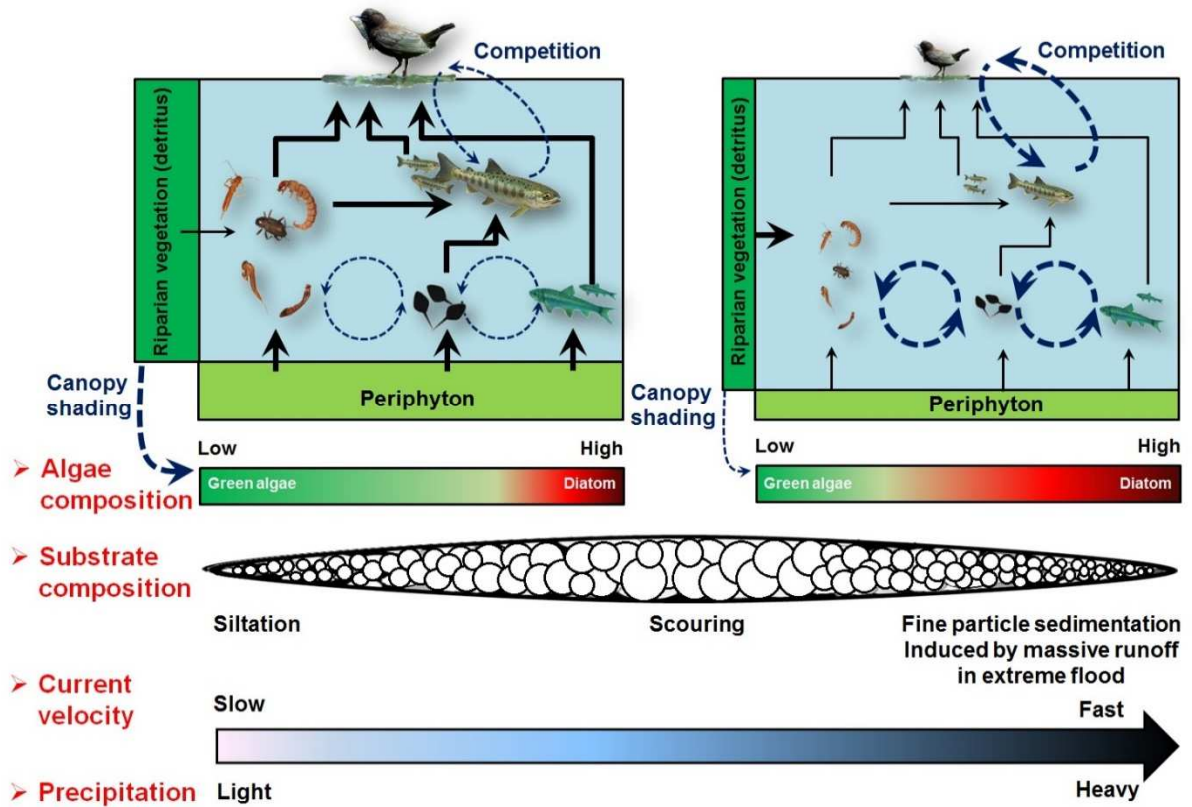 Competition
Riparian vegetation (detritus)
Canopy
shading
Periphyton
Competition
Riparian vegetation (detritus)
Canopy
shading
Periphyton
Low
High
Low
High
➢ Algae
composition
Green algae
Diatom
Green algae
Diatom
➢ Substrate
composition
Siltation
Scouring
Fine particle sedimentation
Induced by massive runoff
in extreme flood
➢ Current
velocity
Slow
Fast
➢ Precipitation
Light
Heavy